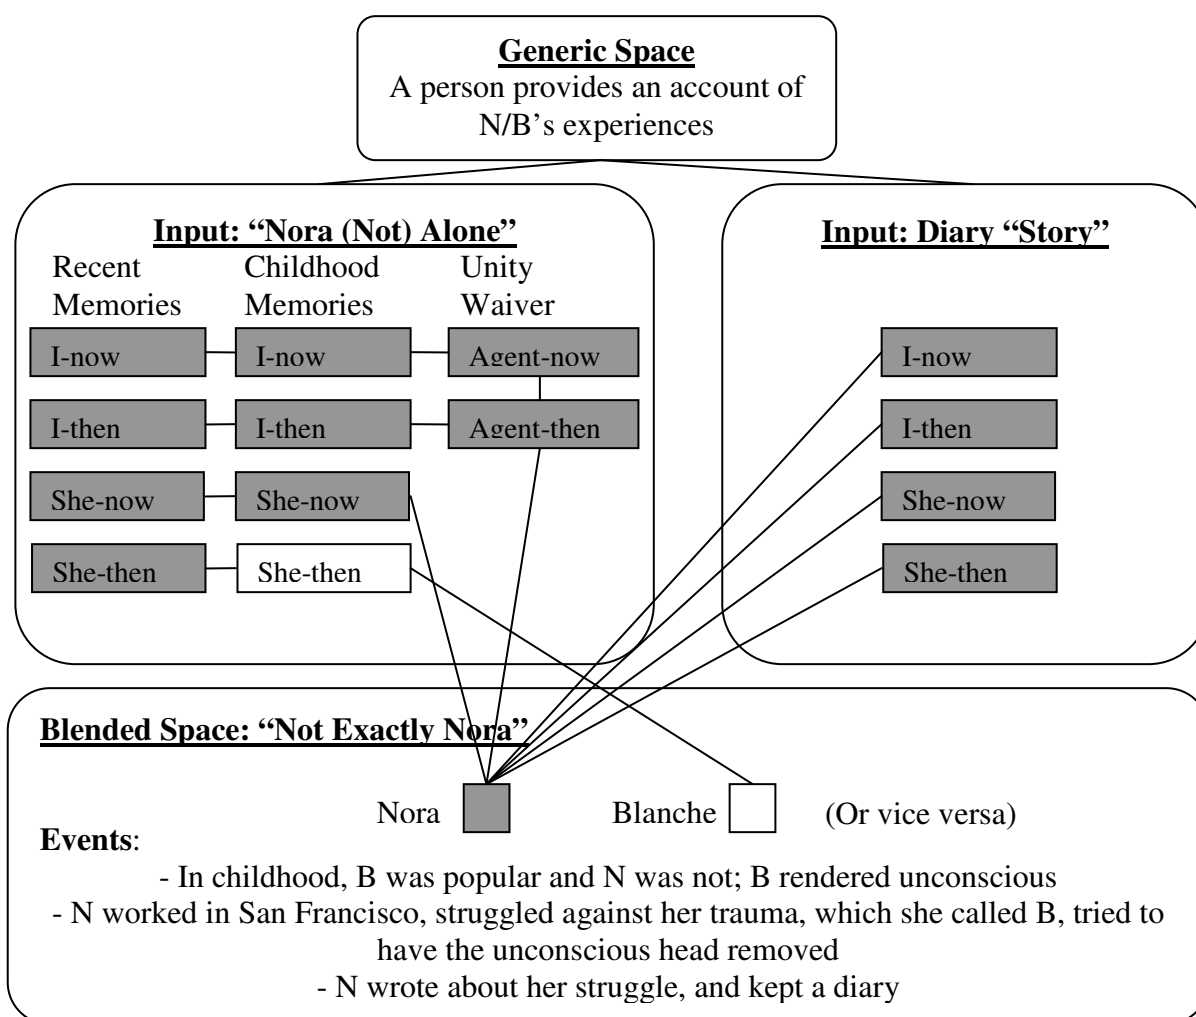 Generic Space
A person provides an account of
N/B’s experiences
Input: “Nora (Not) Alone”
Recent
Memories
Childhood
Memories
Unity
Waiver
I-now
I-now
Agent-now
I-then
I-then
Agent-then
She-now
She-now
She-then
She-then
Input: Diary “Story”
I-now
I-then
She-now
She-then
Blended Space: “Not Exactly Nora”
Nora
Blanche
(Or vice versa)
Events:
- In childhood, B was popular and N was not; B rendered unconscious
- N worked in San Francisco, struggled against her trauma, which she called B, tried to
have the unconscious head removed
- N wrote about her struggle, and kept a diary